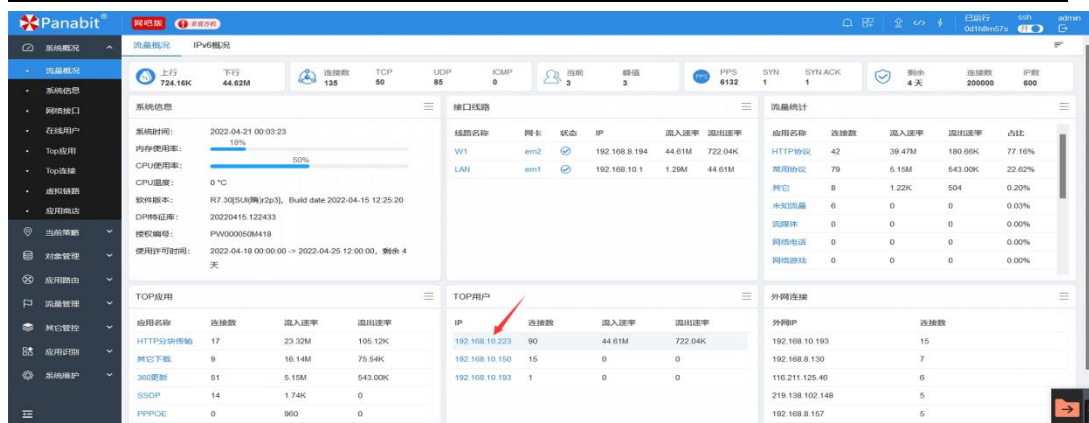 Panabit®
网吧版
已运行
0d1h8m57s
ssh
开
admin
系统概况
流量概况
系统信息
网络接口
在线用户
Top应用
Top连接
虚拟链路
应用商店
当前策略
对象管理
应用路由
流量管理
其它管控
应用识别
系统维护
流量概况 IPv6概况
上行 下行 连接数 TCP UDP ICMP 当前 峰值 PPS SYN SYN ACK 剩余 连接数 IP数
724.16K 44.62M 135 50 85 0 3 3 PPS 6132 1 1 4天 200000 600
系统信息
系统时间: 2022-04-21 00:03:23
内存使用率: 18%
CPU使用率: 50%
CPU温度: 0 °C
软件版本: R7.30[SUI(隋)r2p3], Build date 2022-04-15 12:25:20
DPI特征库: 20220415.122433
授权编号: PW000050M418
使用许可时间: 2022-04-18 00:00:00 -> 2022-04-25 12:00:00, 剩余 4
天
接口线路
线路名称 网卡 状态 IP 流入速率 流出速率
W1 em2 192.168.8.194 44.61M 722.04K
LAN em1 192.168.10.1 1.29M 44.61M
流量统计
应用名称 连接数 流入速率 流出速率 占比
HTTP协议 42 39.47M 180.66K 77.16%
常用协议 79 5.15M 543.00K 22.62%
其它 8 1.22K 504 0.20%
未知流量 6 0 0 0.03%
流媒体 0 0 0 0.00%
网络电话 0 0 0 0.00%
网络游戏 0 0 0 0.00%
TOP应用
应用名称 连接数 流入速率 流出速率
HTTP分块传输 17 23.32M 105.12K
其它下载 9 16.14M 75.54K
360更新 51 5.15M 543.00K
SSDP 14 1.74K 0
PPPOE 0 960 0
TOP用户
IP 连接数 流入速率 流出速率
192.168.10.223 90 44.61M 722.04K
192.168.10.150 15 0 0
192.168.10.193 1 0 0
外网连接
外网IP 连接数
192.168.10.193 15
192.168.8.130 7
116.211.125.46 6
219.138.102.148 5
192.168.8.157 5